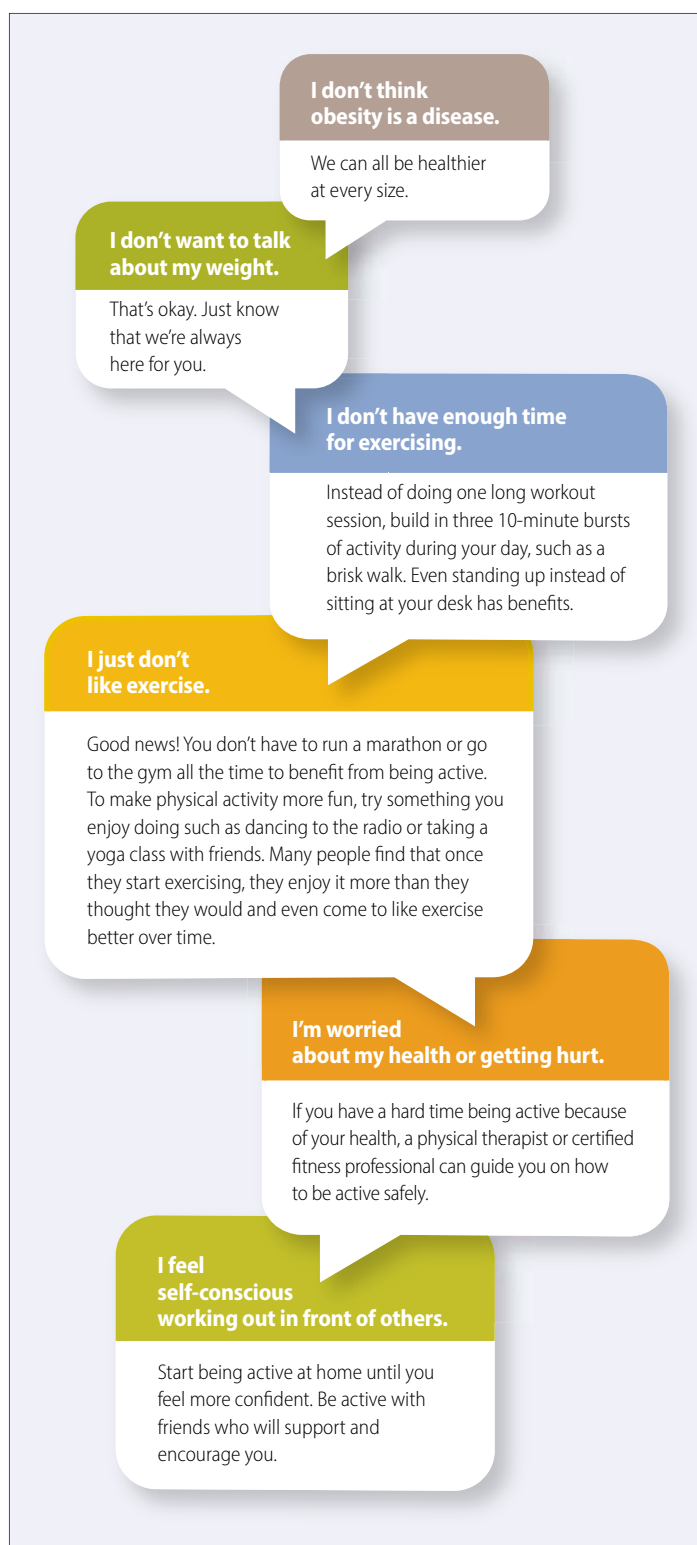 I don't think
obesity is a disease.
We can all be healthier
at every size.
I don't want to talk
about my weight.
That's okay. Just know
that we're always
here for you.
I don't have enough time
for exercising.
Instead of doing one long workout
session, build in three 10-minute bursts
of activity during your day, such as a
brisk walk. Even standing up instead of
sitting at your desk has benefits.
I just don't
like exercise.
Good news! You don't have to run a marathon or go
to the gym all the time to benefit from being active.
To make physical activity more fun, try something you
enjoy doing such as dancing to the radio or taking a
yoga class with friends. Many people find that once
they start exercising, they enjoy it more than they
thought they would and even come to like exercise
better over time.
I'm worried
about my health or getting hurt.
If you have a hard time being active because
of your health, a physical therapist or certified
fitness professional can guide you on how
to be active safely.
I feel
self-conscious
working out in front of others.
Start being active at home until you
feel more confident. Be active with
friends who will support and
encourage you.